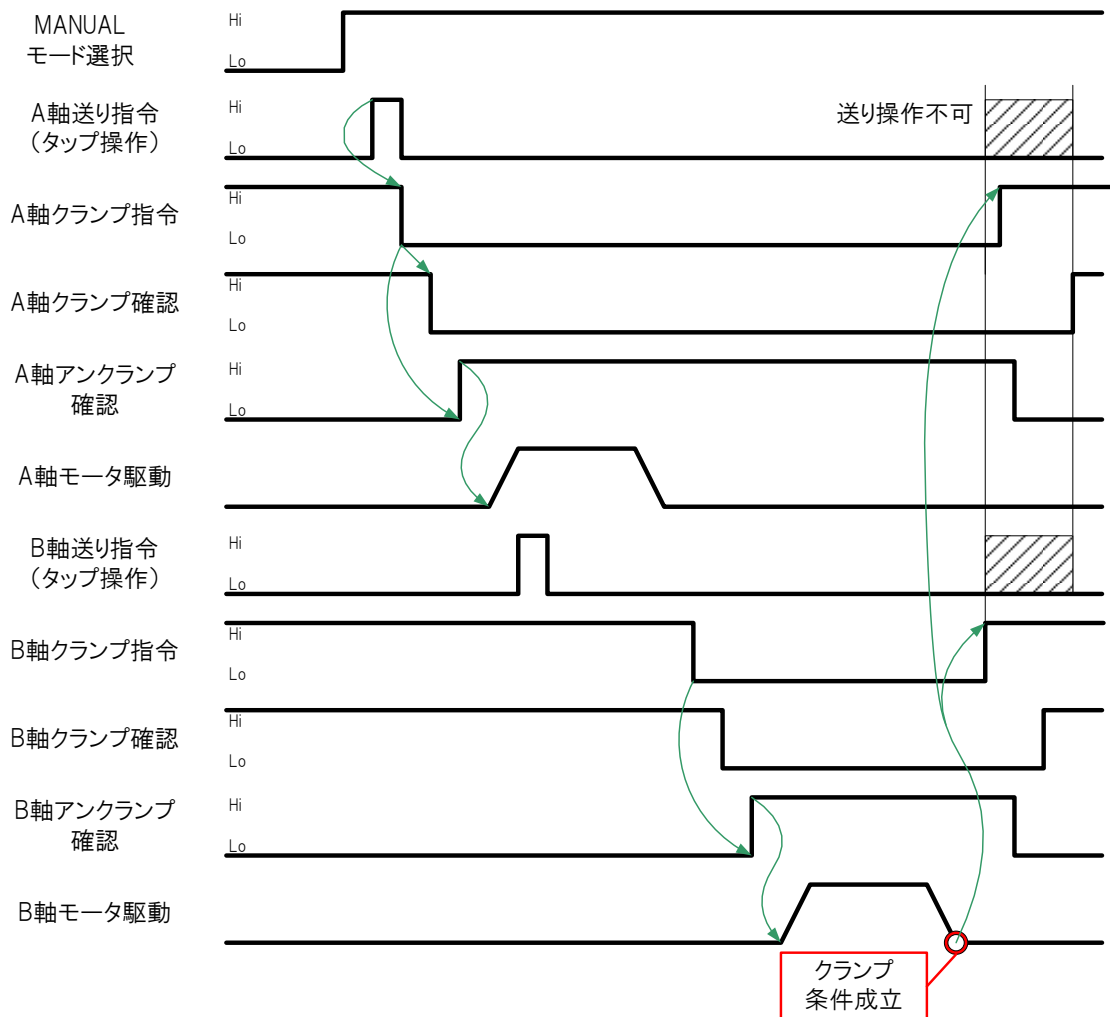 MANUAL
モード選択
Hi
Lo
A軸送り指令
（タップ操作）
Hi
Lo
送り操作不可
A軸クランプ指令
Hi
Lo
A軸クランプ確認
Hi
Lo
A軸アンクランプ
確認
Hi
Lo
A軸モータ駆動
B軸送り指令
（タップ操作）
Hi
Lo
B軸クランプ指令
Hi
Lo
B軸クランプ確認
Hi
Lo
B軸アンクランプ
確認
Hi
Lo
B軸モータ駆動
クランプ
条件成立